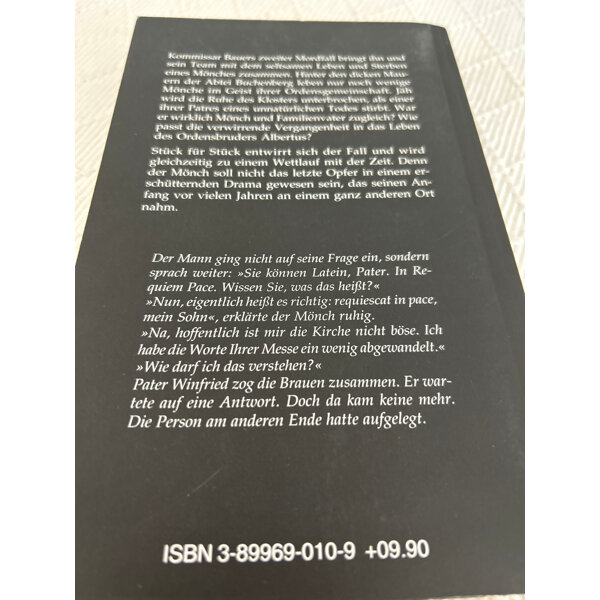 Kommissar Bauers zweiter Mordfall bringt ihn und
sein Team mit dem seltsamen Leben und Sterben
eines Mönches zusammen. Hinter den dicken Mau-
ern der Abtei Buchenberg leben nur noch wenige
Mönche im Geist ihrer Ordensgemeinschaft. Jäh
wird die Ruhe des Klosters unterbrochen, als einer
ihrer Patres eines unnatürlichen Todes stirbt. War
er wirklich Mönch und Familienvater zugleich? Wie
passt die verwirrende Vergangenheit in das Leben
des Ordensbruders Albertus?
Stück für Stück entwirrt sich der Fall und wird
gleichzeitig zu einem Wettlauf mit der Zeit. Denn
der Mönch soll nicht das letzte Opfer in einem er-
schütternden Drama gewesen sein, das seinen An-
fang vor vielen Jahren an einem ganz anderen Ort
nahm.
Der Mann ging nicht auf seine Frage ein, sondern
sprach weiter: »Sie können Latein, Pater. In Re-
quiem Pace. Wissen Sie, was das heißt?«
»Nun, eigentlich heißt es richtig: requiescat in pace,
mein Sohn«, erklärte der Mönch ruhig.
»Na, hoffentlich ist mir die Kirche nicht böse. Ich
habe die Worte Ihrer Messe ein wenig abgewandelt.«
»Wie darf ich das verstehen?«
Pater Winfried zog die Brauen zusammen. Er war-
tete auf eine Antwort. Doch da kam keine mehr.
Die Person am anderen Ende hatte aufgelegt.
ISBN 3-89969-010-9 +09.90